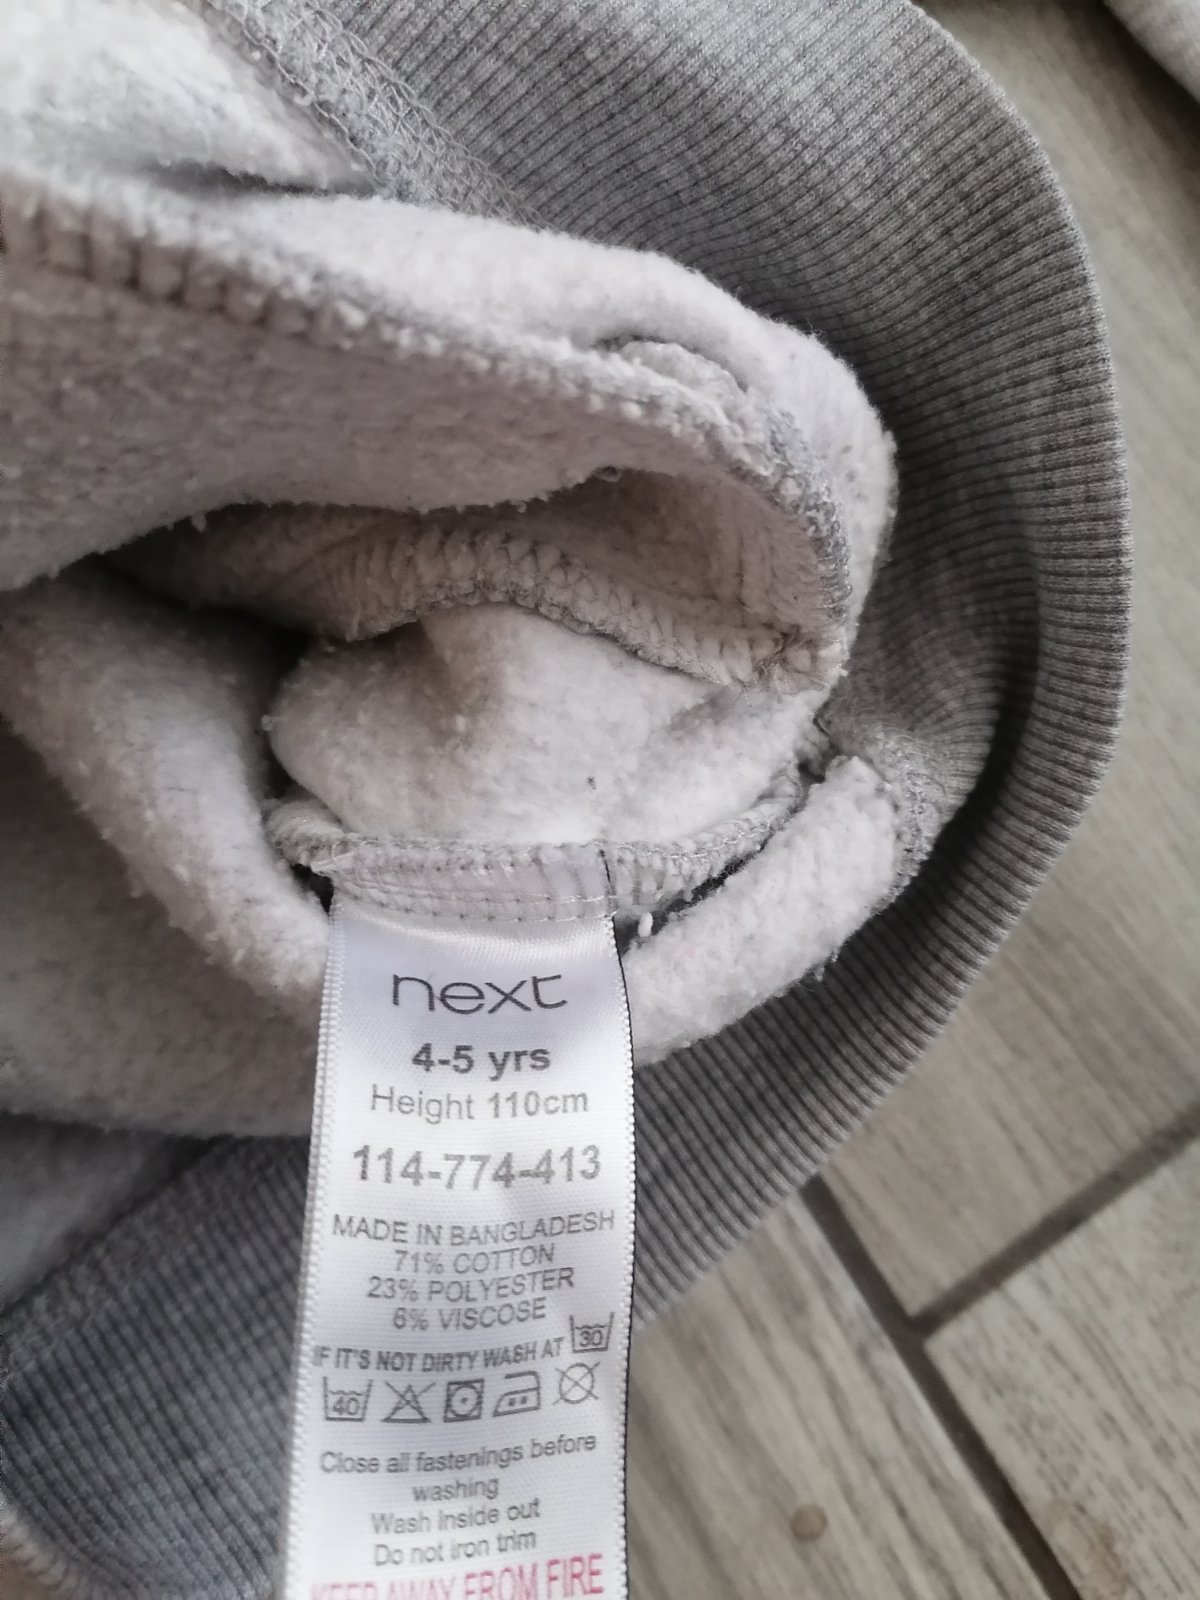 next
4-5 yrs
Height 110cm
114-774-413
MADE IN BANGLADESH
71% COTTON
23% POLYESTER
6% VISCOSE
IF IT'S NOT DIRTY WASH AT 30
40
Close all fastenings before
washing
Wash Inside out
Do not iron trim
KEEP AWAY FROM FIRE